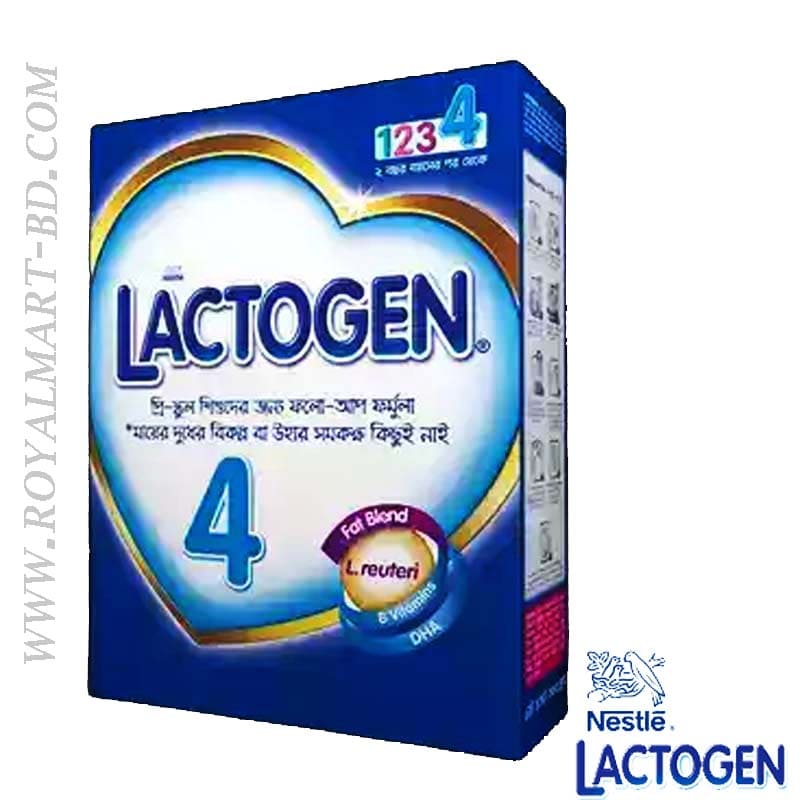 WWW.ROYALMART-BD.COM
1234
২ বছর বয়সের পর থেকে
LACTOGEN®
প্রি-স্কুল শিশুদের জন্য ফলো-আপ ফর্মুলা
*মায়ের দুধের বিকল্প বা উহার সমকক্ষ কিছুই নাই
4
Fat Blend
L. reuteri
8 Vitamins
DHA
Nestlé®
LACTOGEN